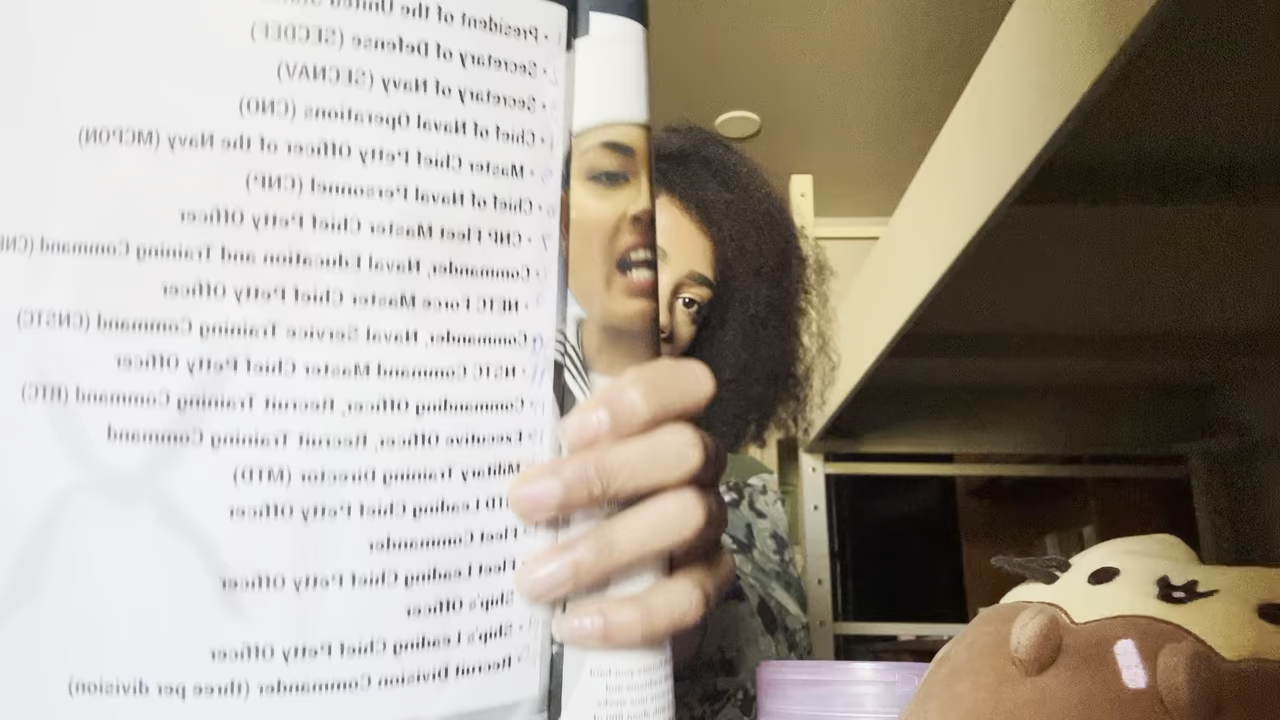 • President of the United
• Secretary of Defense (SECDEF)
• Secretary of Navy (SECNAV)
• Chief of Naval Operations (CNO)
• Master Chief Petty Officer of the Navy (MCPON)
• Chief of Naval Personnel (CNP)
7 • CNP Fleet Master Chief Petty Officer
• Commander, Naval Education and Training Command
• NETC Force Master Chief Petty Officer
Commander, Naval Service Training Command (CNSTC)
• NSTC Command Master Chief Petty Officer
• Commanding Officer, Recruit Training Command (RTC)
• Executive Officer, Recruit Training Command
Military Training Director (MTD)
MTD Leading Chief Petty Officer
Fleet Commander
Fleet Leading Chief Petty Officer
Ship's Officer
Ship's Leading Chief Petty Officer
• Recruit Division Commander (three per division)